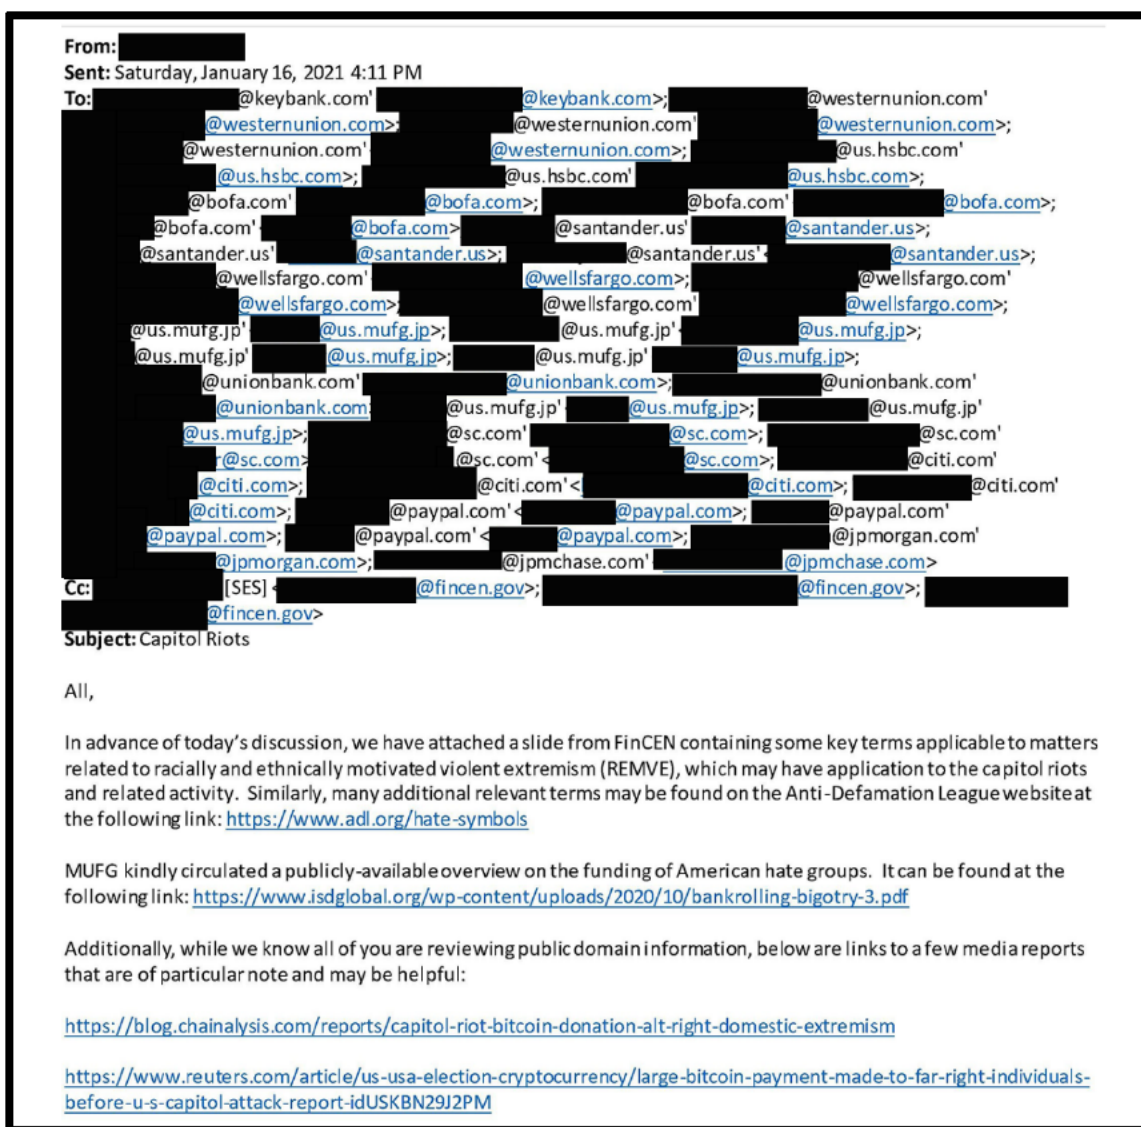 From:
Sent: Saturday, January 16, 2021 4:11 PM
To: @keybank.com' @keybank.com>; @westernunion.com'
@westernunion.com>; @westernunion.com' @westernunion.com>;
@westernunion.com' @westernunion.com>; @us.hsbc.com'
@us.hsbc.com>; @us.hsbc.com' @us.hsbc.com>;
@bofa.com' @bofa.com>; @bofa.com' @bofa.com>;
@bofa.com' @bofa.com> @santander.us' @santander.us>;
@santander.us' @santander.us>; @santander.us' @santander.us>;
@wellsfargo.com' @wellsfargo.com>; @wellsfargo.com'
@wellsfargo.com>; @wellsfargo.com' @wellsfargo.com>;
@us.mufg.jp' @us.mufg.jp>; @us.mufg.jp' @us.mufg.jp>;
@us.mufg.jp' @us.mufg.jp>; @us.mufg.jp' @us.mufg.jp>;
@unionbank.com' @unionbank.com>; @unionbank.com'
@unionbank.com @us.mufg.jp' @us.mufg.jp>; @us.mufg.jp'
@us.mufg.jp>; @sc.com' @sc.com>; @sc.com'
r@sc.com> @sc.com' < @sc.com>; @citi.com'
@citi.com>; @citi.com' < @citi.com>; @citi.com'
@citi.com>; @paypal.com' < @paypal.com>; @paypal.com'
@paypal.com>; @paypal.com' < @paypal.com>; @jpmorgan.com'
@jpmorgan.com>; @jpmchase.com' @jpmchase.com>
Cc: [SES] < @fincen.gov>; @fincen.gov>;
@fincen.gov>
Subject: Capitol Riots
All,
In advance of today's discussion, we have attached a slide from FinCEN containing some key terms applicable to matters
related to racially and ethnically motivated violent extremism (REMVE), which may have application to the capitol riots
and related activity. Similarly, many additional relevant terms may be found on the Anti-Defamation League website at
the following link: https://www.adl.org/hate-symbols
MUFG kindly circulated a publicly-available overview on the funding of American hate groups. It can be found at the
following link: https://www.isdglobal.org/wp-content/uploads/2020/10/bankrolling-bigotry-3.pdf
Additionally, while we know all of you are reviewing public domain information, below are links to a few media reports
that are of particular note and may be helpful:
https://blog.chainalysis.com/reports/capitol-riot-bitcoin-donation-alt-right-domestic-extremism
https://www.reuters.com/article/us-usa-election-cryptocurrency/large-bitcoin-payment-made-to-far-right-individuals-
before-u-s-capitol-attack-report-idUSKBN29J2PM